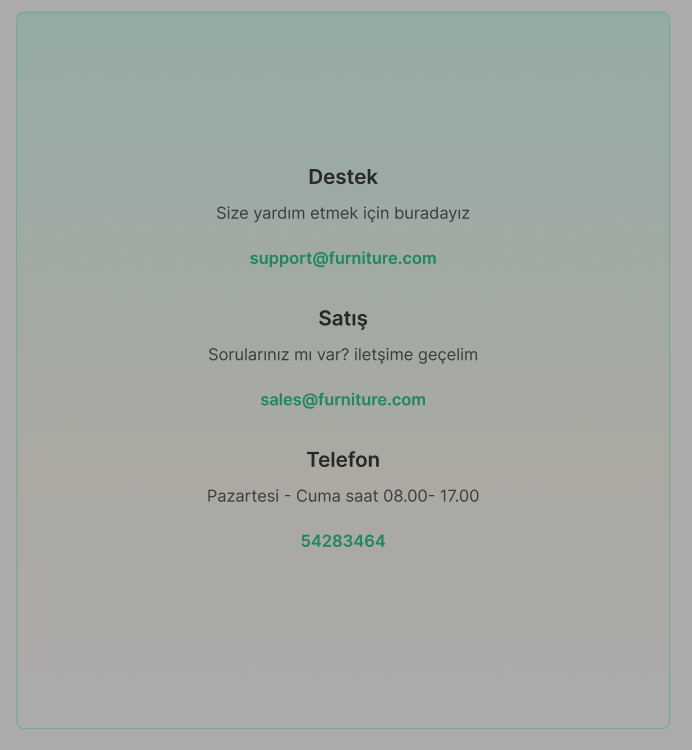 Destek
Size yardım etmek için buradayız
support@furniture.com
Satış
Sorularınız mı var? iletşime geçelim
sales@furniture.com
Telefon
Pazartesi - Cuma saat 08.00- 17.00
54283464